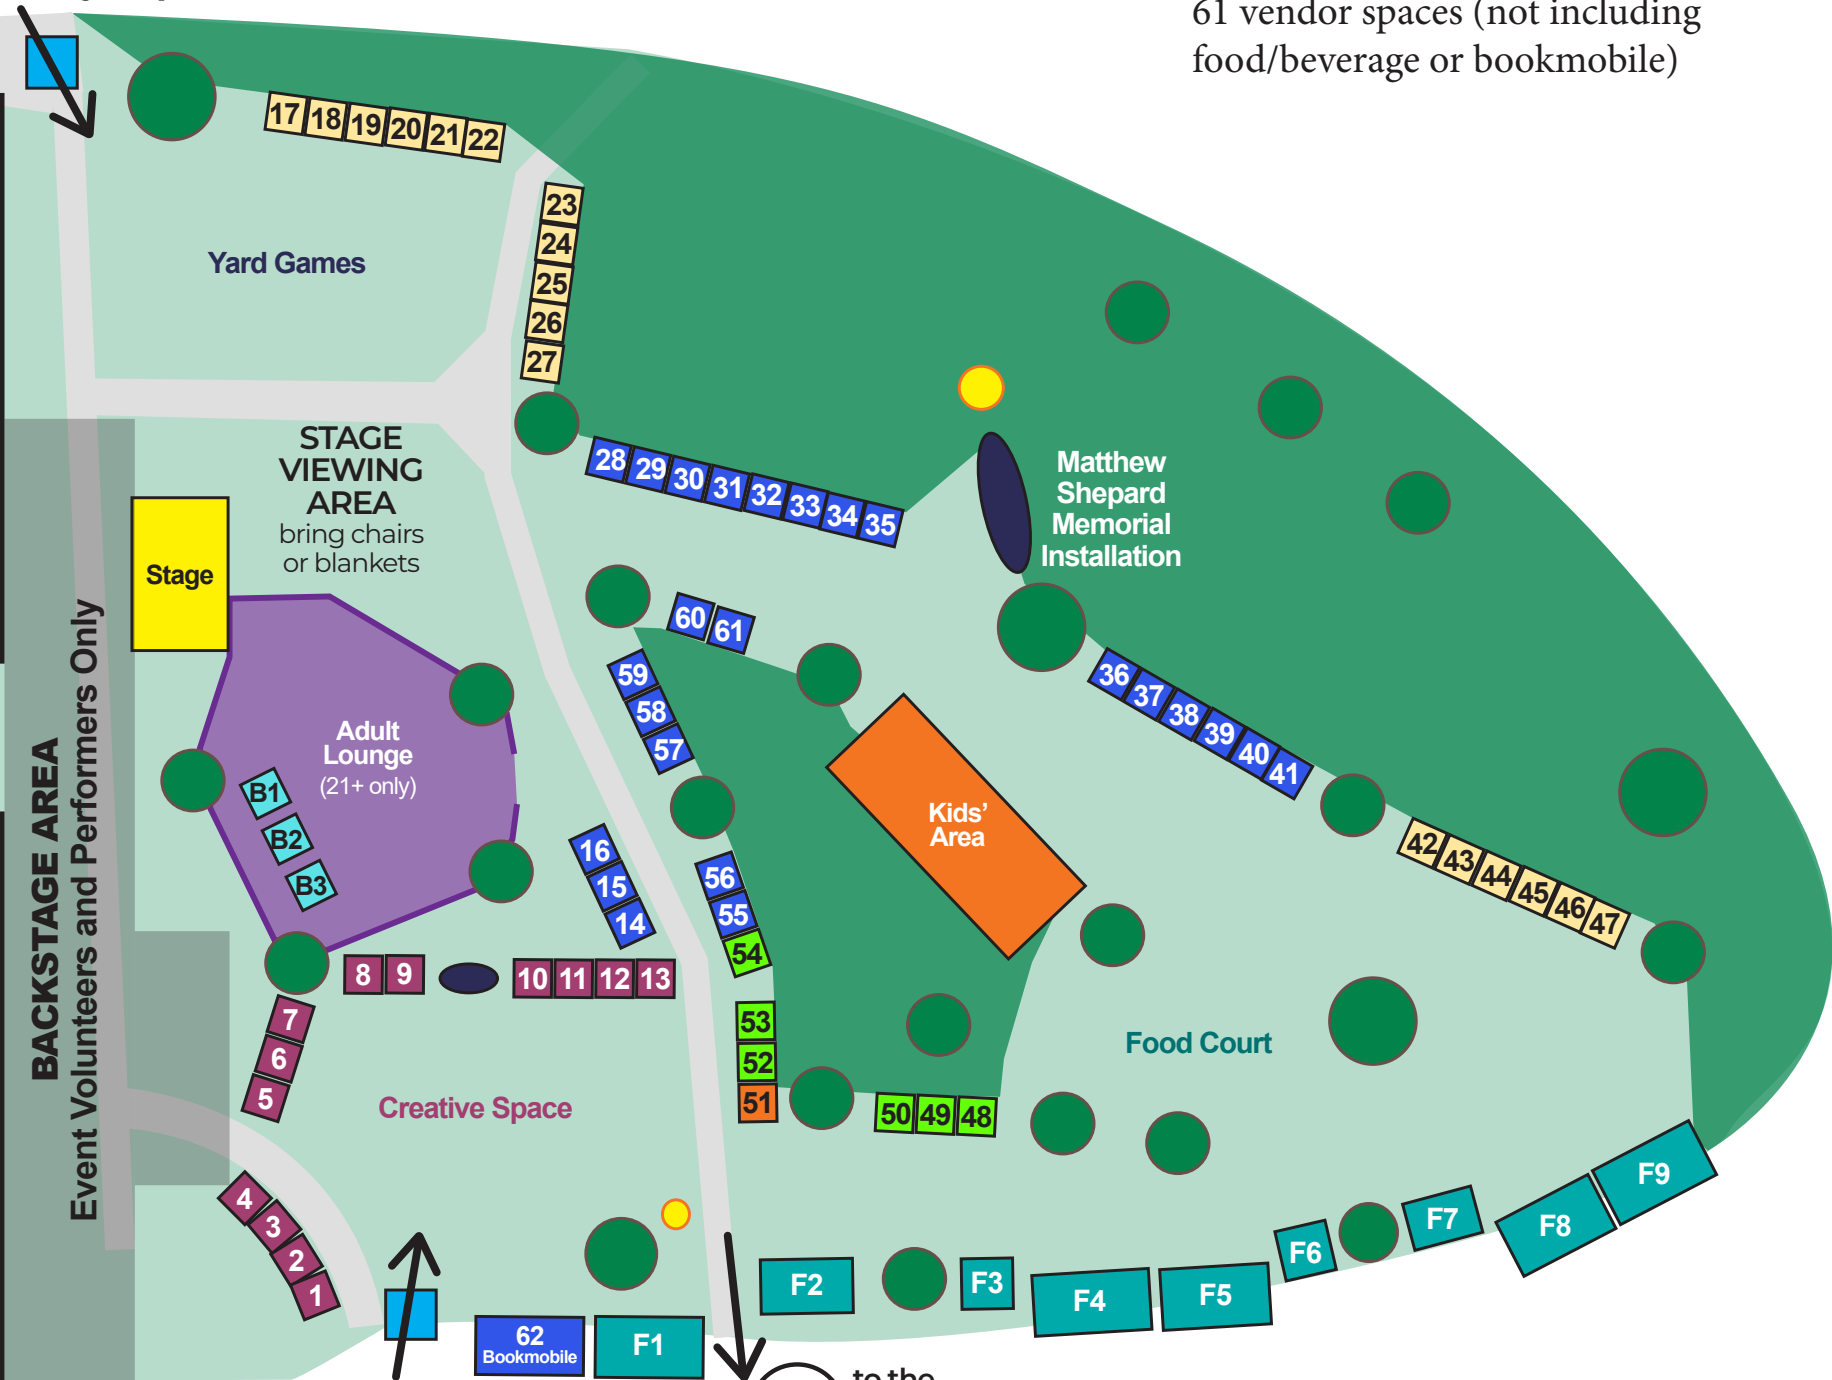 61 vendor spaces (not including
food/beverage or bookmobile)
17 18 19 20 21 22
23
24
25
26
27
Yard Games
STAGE
VIEWING
AREA
bring chairs
or blankets
Stage
28 29 30 31 32 33 34 35
Matthew
Shepard
Memorial
Installation
60 61
59
58
57
36 37 38 39 40 41
Adult
Lounge
(21+ only)
B1
B2
B3
Kids’
Area
42 43 44 45 46 47
16
15
14
56
55
54
8 9
10 11 12 13
7
6
5
53
52
51
50 49 48
Food Court
Creative Space
BACKSTAGE AREA
Event Volunteers and Performers Only
4
3
2
1
62
Bookmobile
F1
F2
F3
F4
F5
F6
F7
F8
F9
to the